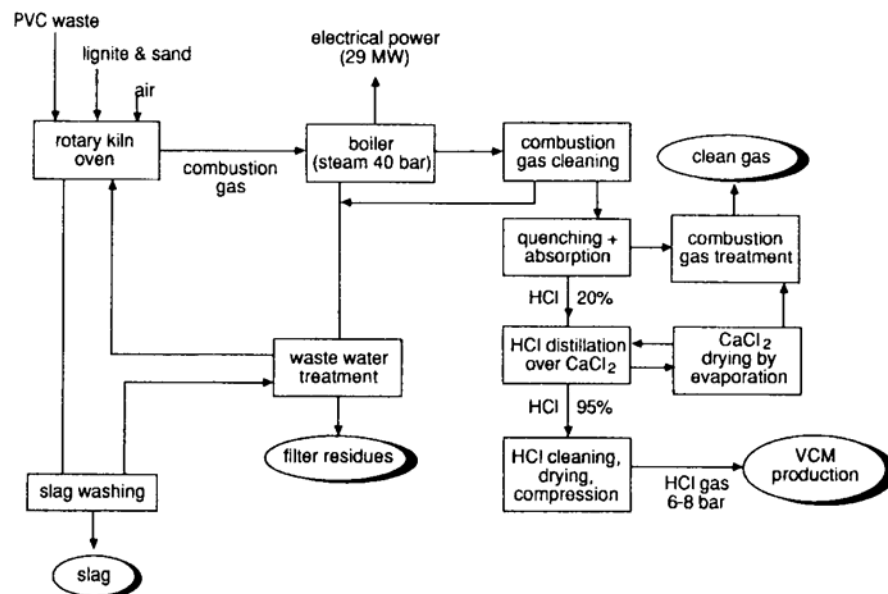 PVC waste
lignite & sand
air
rotary kiln
oven
combustion
gas
electrical power
(29 MW)
boiler
(steam 40 bar)
combustion
gas cleaning
clean gas
quenching +
absorption
combustion
gas treatment
HCl 20%
HCl distillation
over CaCl2
CaCl2
drying by
evaporation
waste water
treatment
HCl 95%
filter residues
HCl cleaning,
drying,
compression
HCl gas
6-8 bar
VCM
production
slag washing
slag